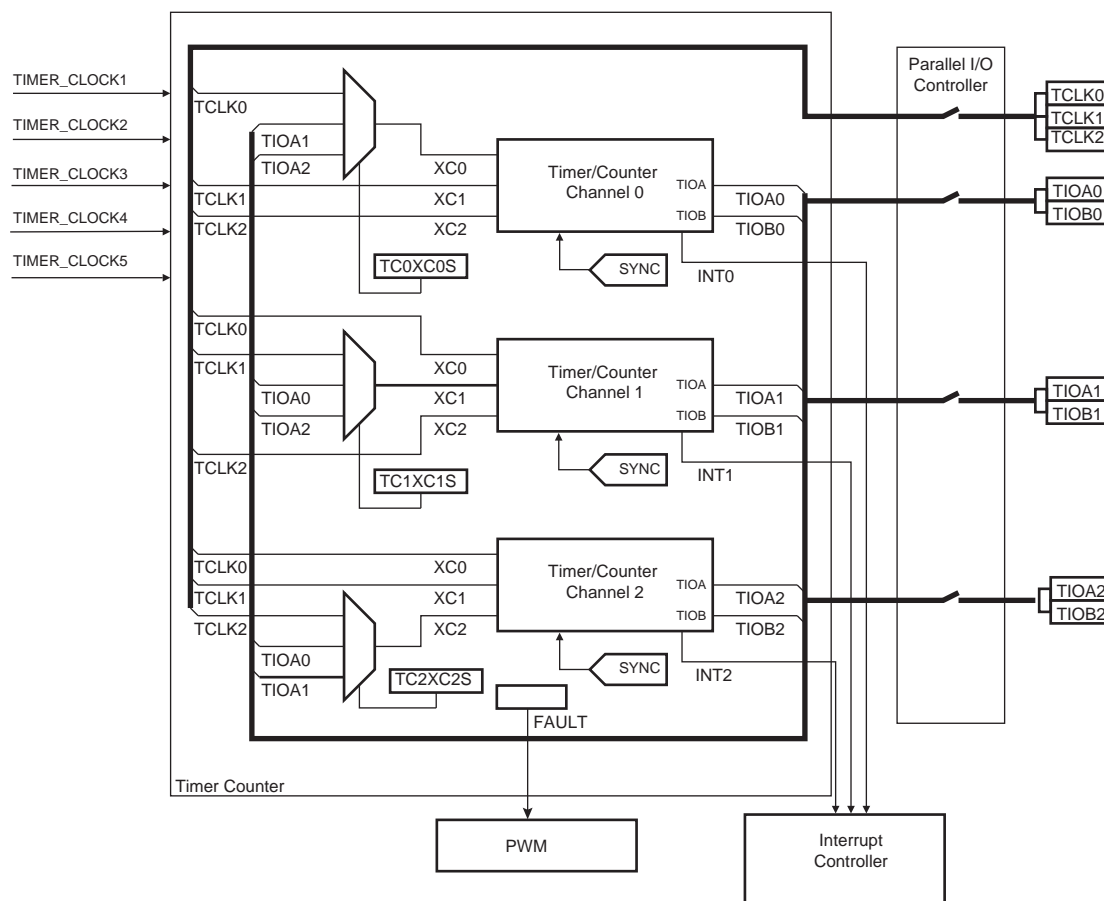 TIMER_CLOCK1
TIMER_CLOCK2
TIMER_CLOCK3
TIMER_CLOCK4
TIMER_CLOCK5
TCLK0
TIOA1
TIOA2
TCLK1
TCLK2
XC0
XC1
XC2
TC0XC0S
Timer/Counter
Channel 0
TIOA
TIOB
TIOA0
TIOB0
SYNC
INT0
TCLK0
TCLK1
TIOA0
TIOA2
TCLK2
XC0
XC1
XC2
TC1XC1S
Timer/Counter
Channel 1
TIOA
TIOB
TIOA1
TIOB1
SYNC
INT1
TCLK0
TCLK1
TCLK2
TIOA0
TIOA1
XC0
XC1
XC2
TC2XC2S
Timer/Counter
Channel 2
TIOA
TIOB
TIOA2
TIOB2
SYNC
INT2
FAULT
Timer Counter
PWM
Interrupt
Controller
Parallel I/O
Controller
TCLK0
TCLK1
TCLK2
TIOA0
TIOB0
TIOA1
TIOB1
TIOA2
TIOB2